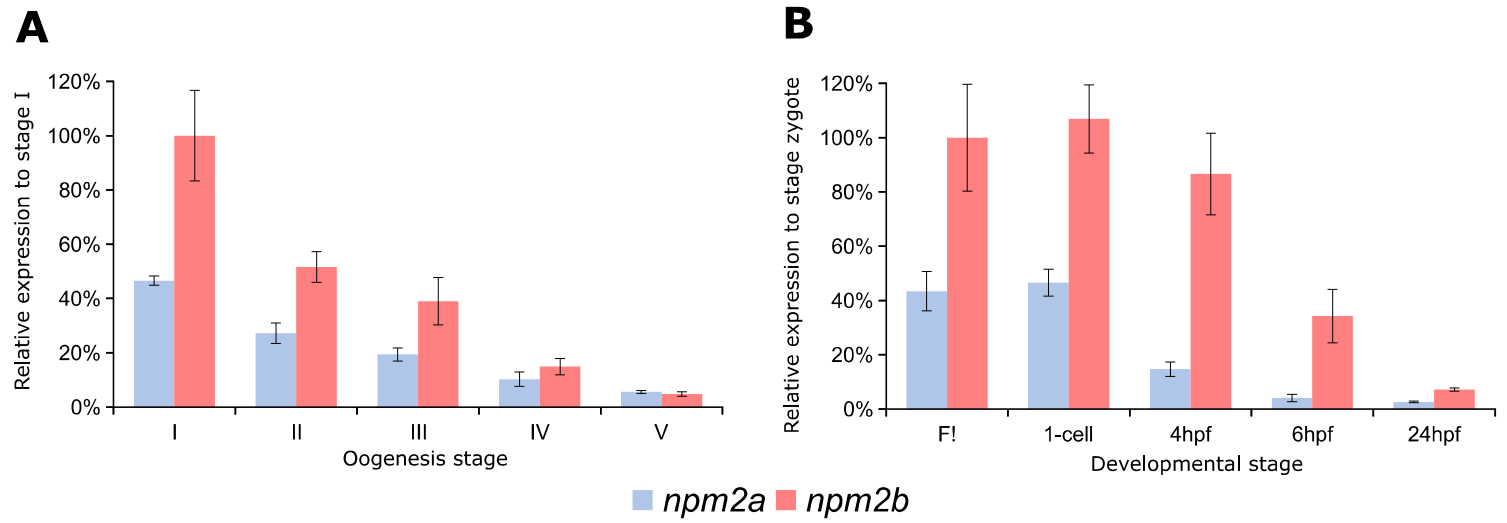 A
Relative expression to stage I
120%
100%
80%
60%
40%
20%
0%
I II III IV V
Oogenesis stage
B
Relative expression to stage zygote
120%
100%
80%
60%
40%
20%
0%
F! 1-cell 4hpf 6hpf 24hpf
Developmental stage
npm2a npm2b